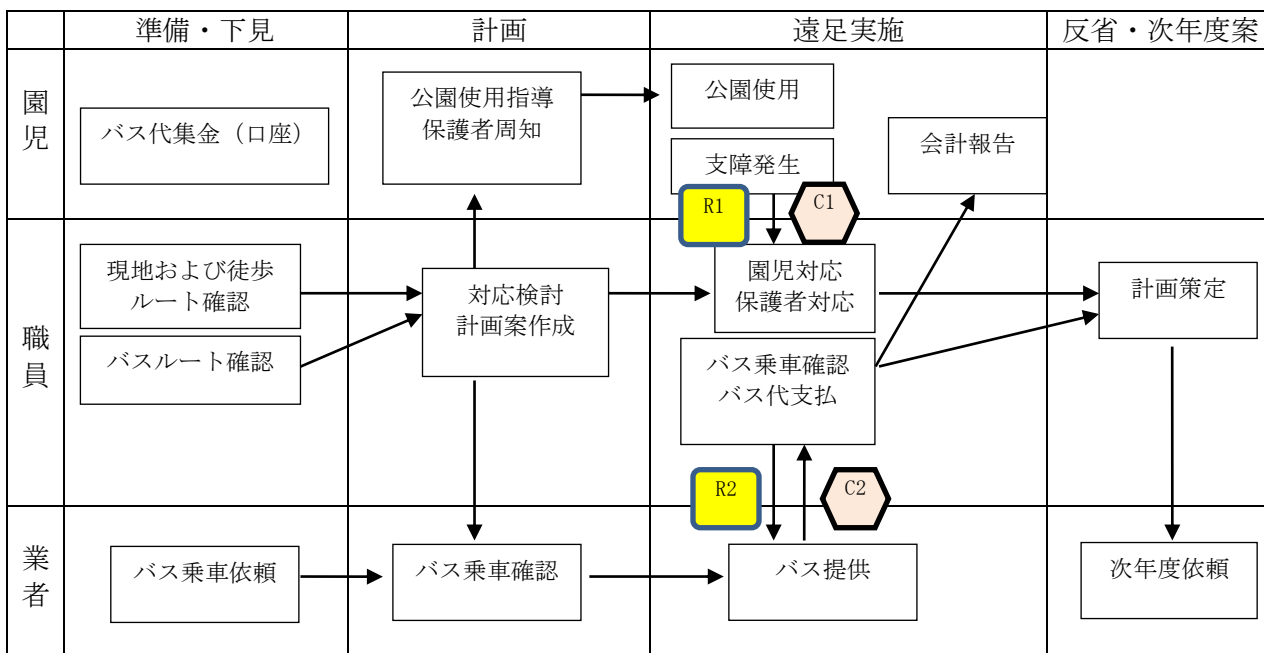 準備・下見
計画
遠足実施
反省・次年度案
園児
バス代集金（口座）
公園使用指導
保護者周知
公園使用
支障発生
会計報告
R1
C1
職員
現地および徒歩
ルート確認
バスルート確認
対応検討
計画案作成
園児対応
保護者対応
バス乗車確認
バス代支払
計画策定
R2
C2
業者
バス乗車依頼
バス乗車確認
バス提供
次年度依頼